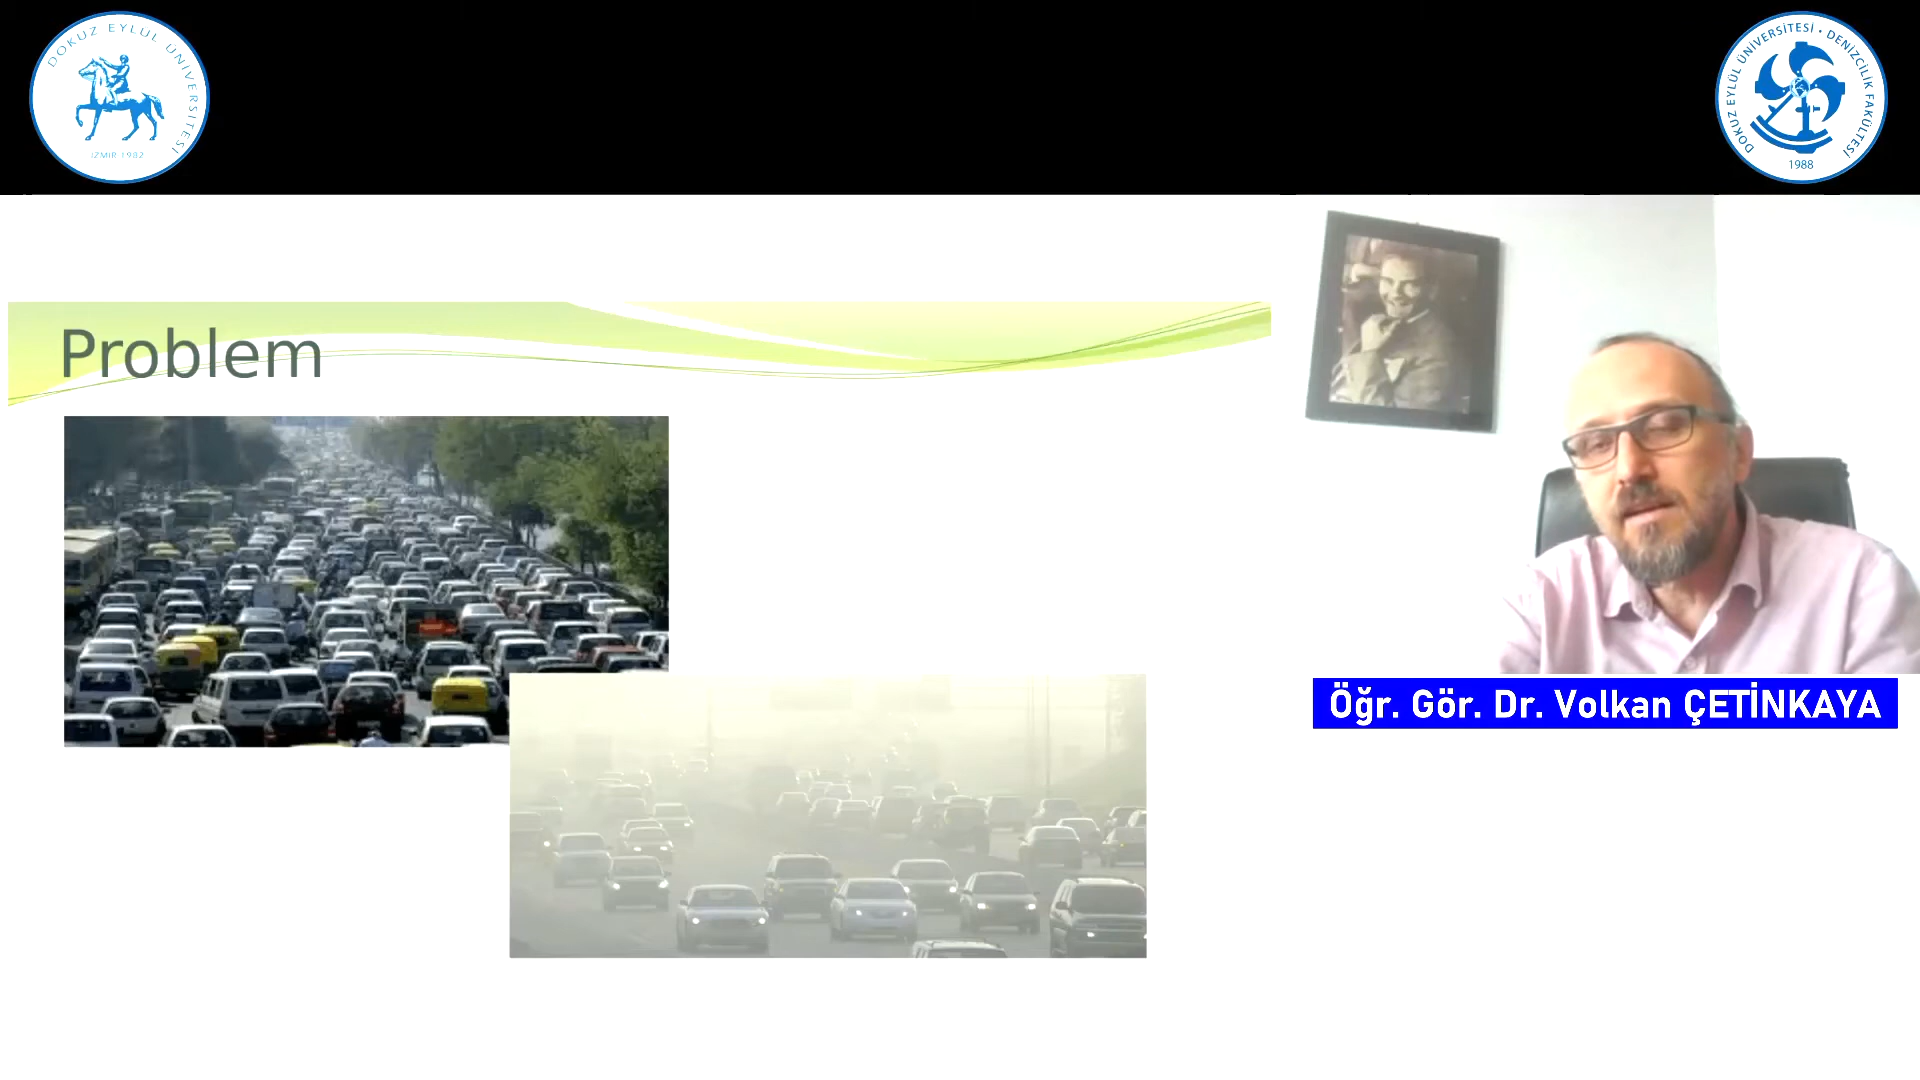 DOKUZ EYLÜL ÜNİVERSİTESİ
İZMİR 1982
DOKUZ EYLÜL ÜNİVERSİTESİ • DENİZCİLİK FAKÜLTESİ
1988
Problem
Öğr. Gör. Dr. Volkan ÇETİNKAYA